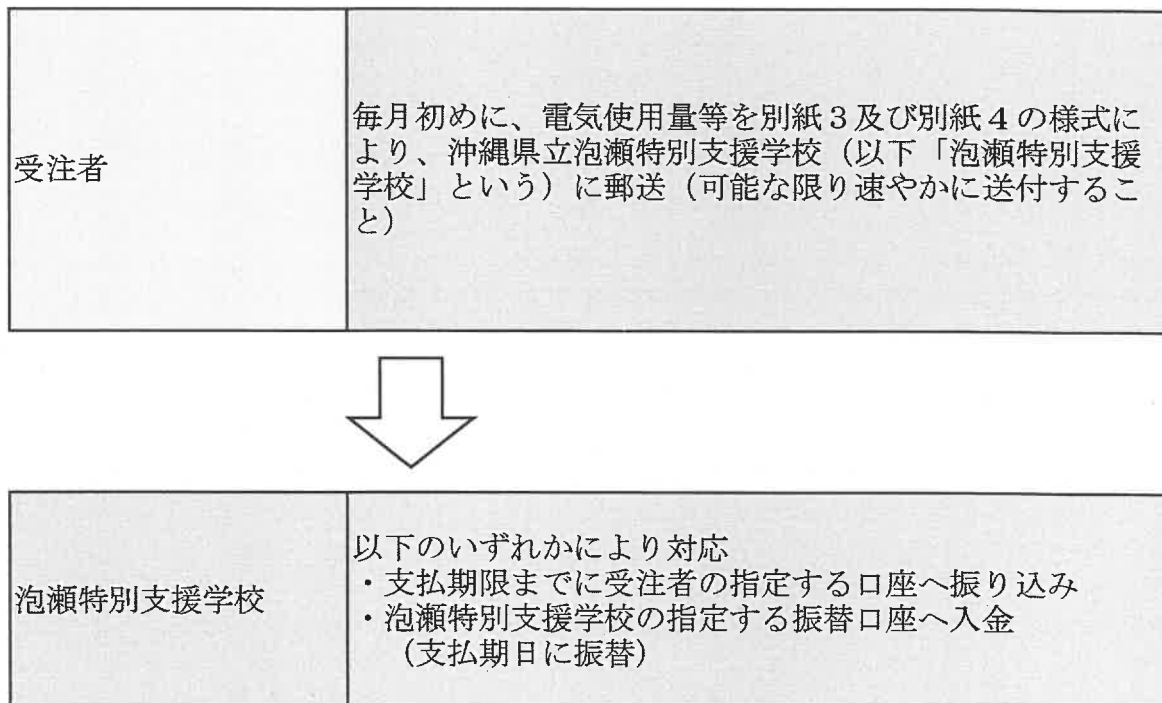 受注者
毎月初めに、電気使用量等を別紙3及び別紙4の様式に
より、沖縄県立泡瀬特別支援学校（以下「泡瀬特別支援
学校」という）に郵送（可能な限り速やかに送付するこ
と）
泡瀬特別支援学校
以下のいずれかにより対応
・支払期限までに受注者の指定する口座へ振り込み
・泡瀬特別支援学校の指定する振替口座へ入金
（支払期日に振替）